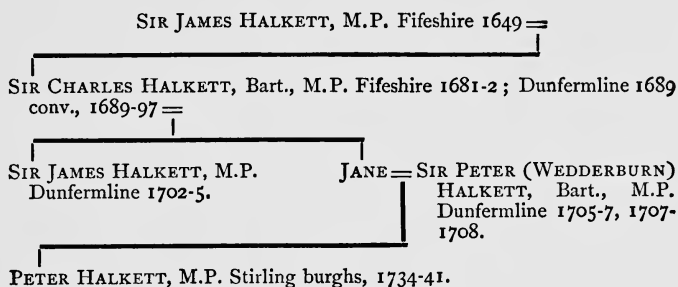 SIR JAMES HALKETT, M.P. Fifeshire 1649 =
SIR CHARLES HALKETT, Bart., M.P. Fifeshire 1681-2; Dunfermline 1689
conv., 1689-97 =
SIR JAMES HALKETT, M.P.
Dunfermline 1702-5.
JANE = SIR PETER (WEDDERBURN)
HALKETT, Bart., M.P.
Dunfermline 1705-7, 1707-
1708.
PETER HALKETT, M.P. Stirling burghs, 1734-41.